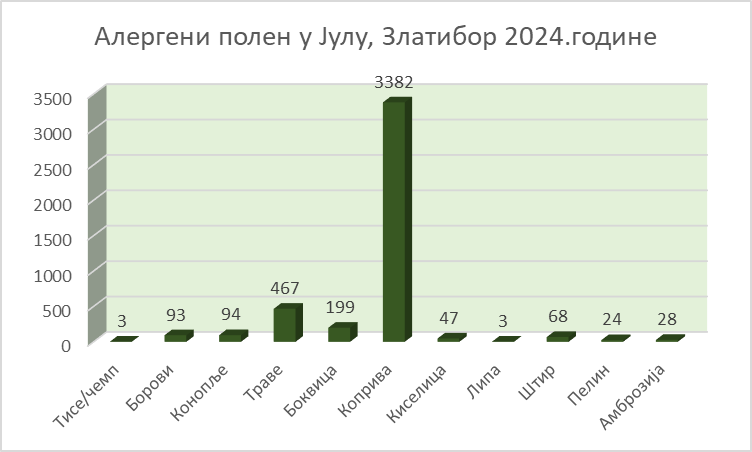 Алергени полен у Јулу, Златибор 2024.године
3500
3000
2500
2000
1500
1000
500
0
3
93
94
467
199
3382
47
3
68
24
28
Тисе/чемп
Борови
Конопље
Траве
Боквица
Коприва
Киселица
Липа
Штир
Пелин
Амброзија